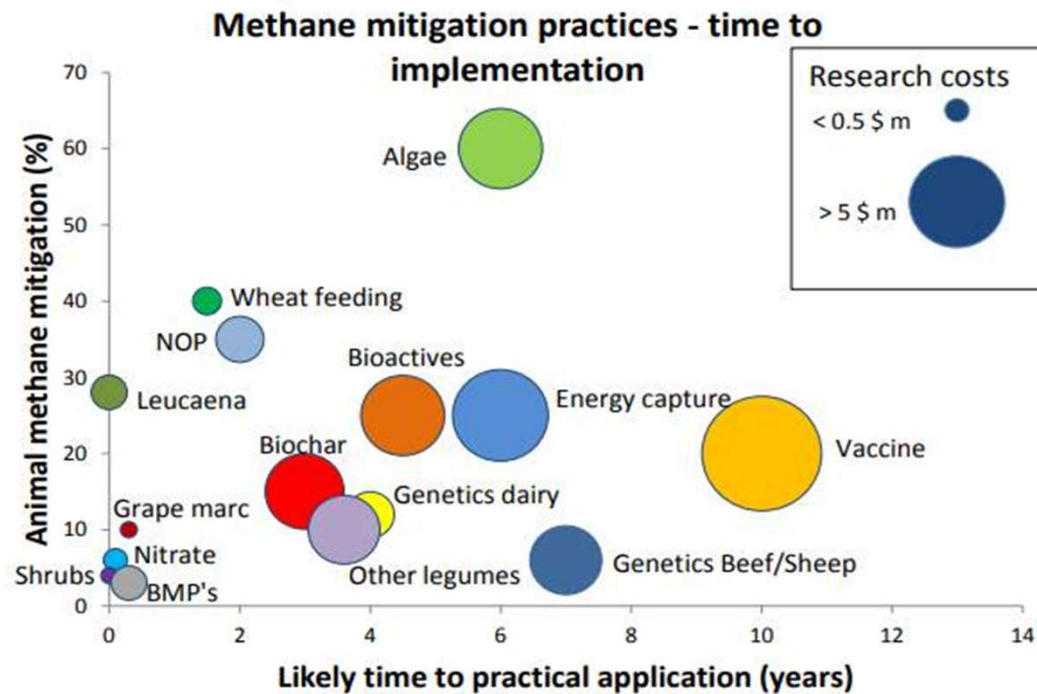 Methane mitigation practices - time to
implementation
Research costs
< 0.5 $ m
> 5 $ m
Animal methane mitigation (%)
70
60
50
40
30
20
10
0
Algae
Wheat feeding
NOP
Bioactives
Leucaena
Energy capture
Biochar
Vaccine
Genetics dairy
Grape marc
Nitrate
Shrubs
BMP's
Other legumes
Genetics Beef/Sheep
0 2 4 6 8 10 12 14
Likely time to practical application (years)